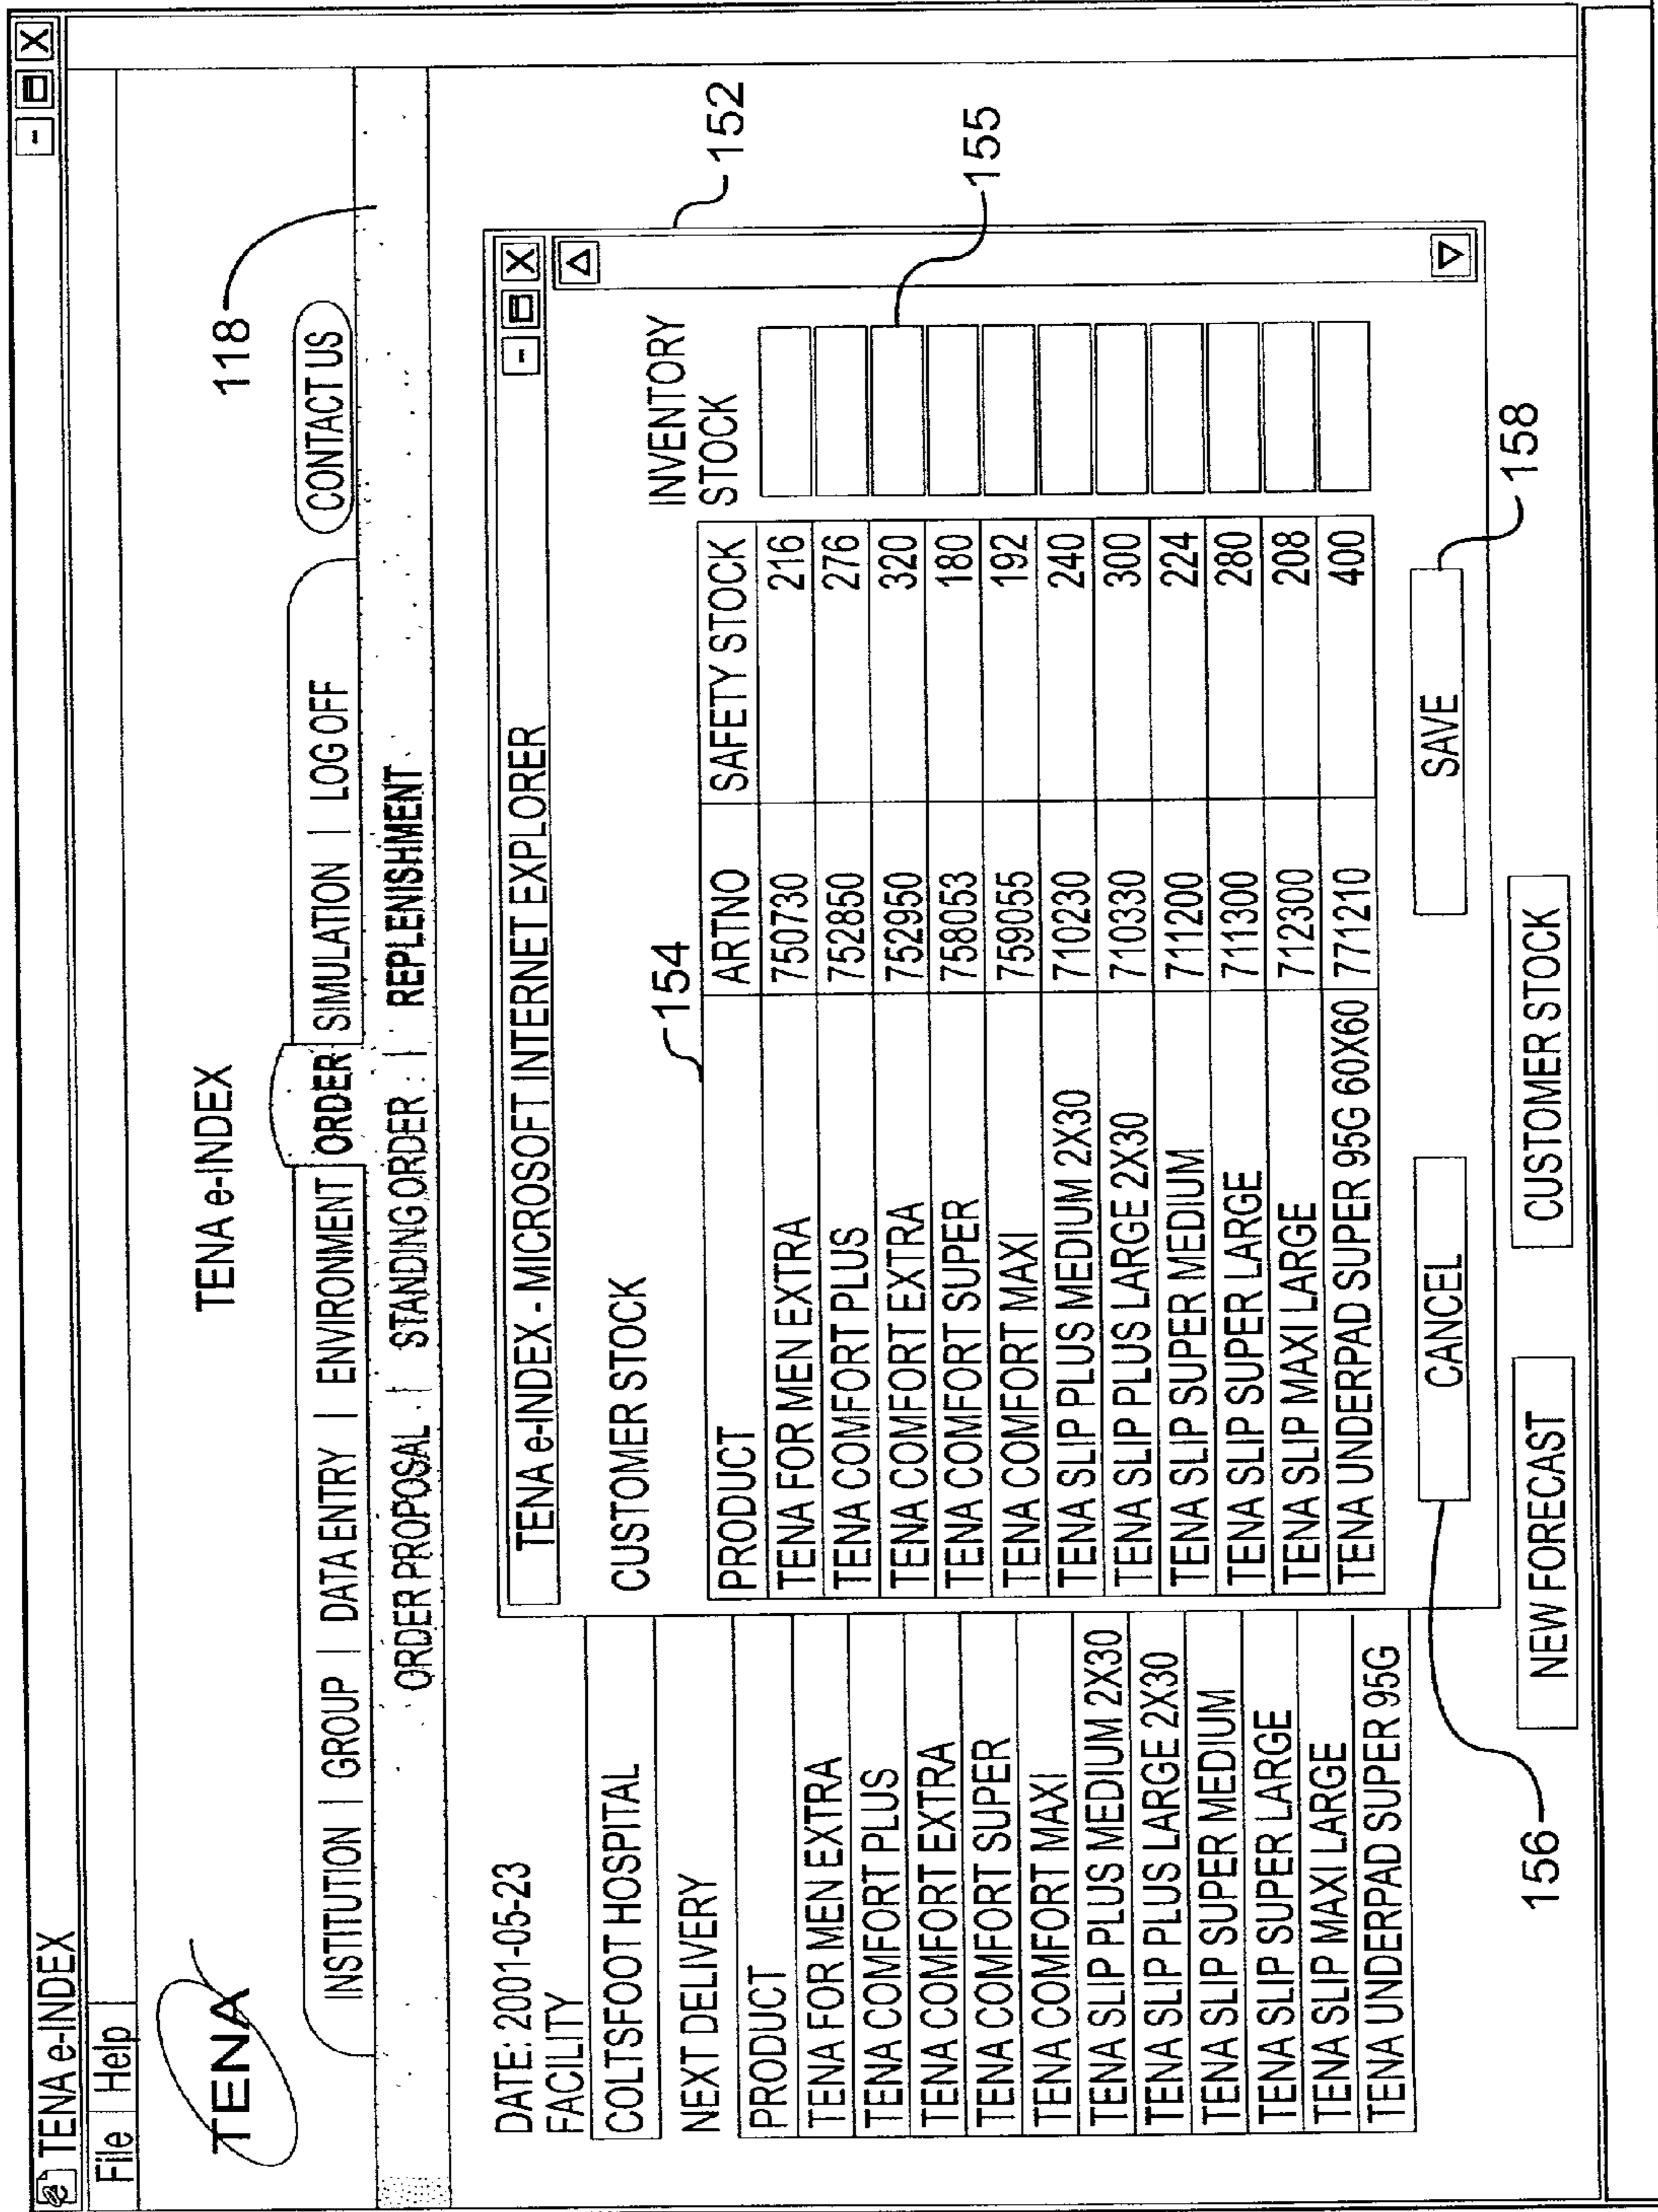 TENA e-INDEX
File Help
TENA
TENA e-INDEX
118
INSTITUTION | GROUP | DATA ENTRY | ENVIRONMENT ORDER SIMULATION | LOG OFF CONTACT US
ORDER PROPOSAL | STANDING ORDER | REPLENISHMENT
DATE: 2001-05-23
FACILITY
COLTSFOOT HOSPITAL
NEXT DELIVERY
PRODUCT
TENA FOR MEN EXTRA
TENA COMFORT PLUS
TENA COMFORT EXTRA
TENA COMFORT SUPER
TENA COMFORT MAXI
TENA SLIP PLUS MEDIUM 2X30
TENA SLIP PLUS LARGE 2X30
TENA SLIP SUPER MEDIUM
TENA SLIP SUPER LARGE
TENA SLIP MAXI LARGE
TENA UNDERPAD SUPER 95G
TENA e-INDEX - MICROSOFT INTERNET EXPLORER
152
CUSTOMER STOCK
154
INVENTORY
STOCK
PRODUCT ARTNO SAFETY STOCK
TENA FOR MEN EXTRA 750730 216
TENA COMFORT PLUS 752850 276
TENA COMFORT EXTRA 752950 320
TENA COMFORT SUPER 758053 180
TENA COMFORT MAXI 759055 192
TENA SLIP PLUS MEDIUM 2X30 710230 240
TENA SLIP PLUS LARGE 2X30 710330 300
TENA SLIP SUPER MEDIUM 711200 224
TENA SLIP SUPER LARGE 711300 280
TENA SLIP MAXI LARGE 712300 208
TENA UNDERPAD SUPER 95G 60X60 771210 400
155
CANCEL SAVE
156
158
NEW FORECAST CUSTOMER STOCK